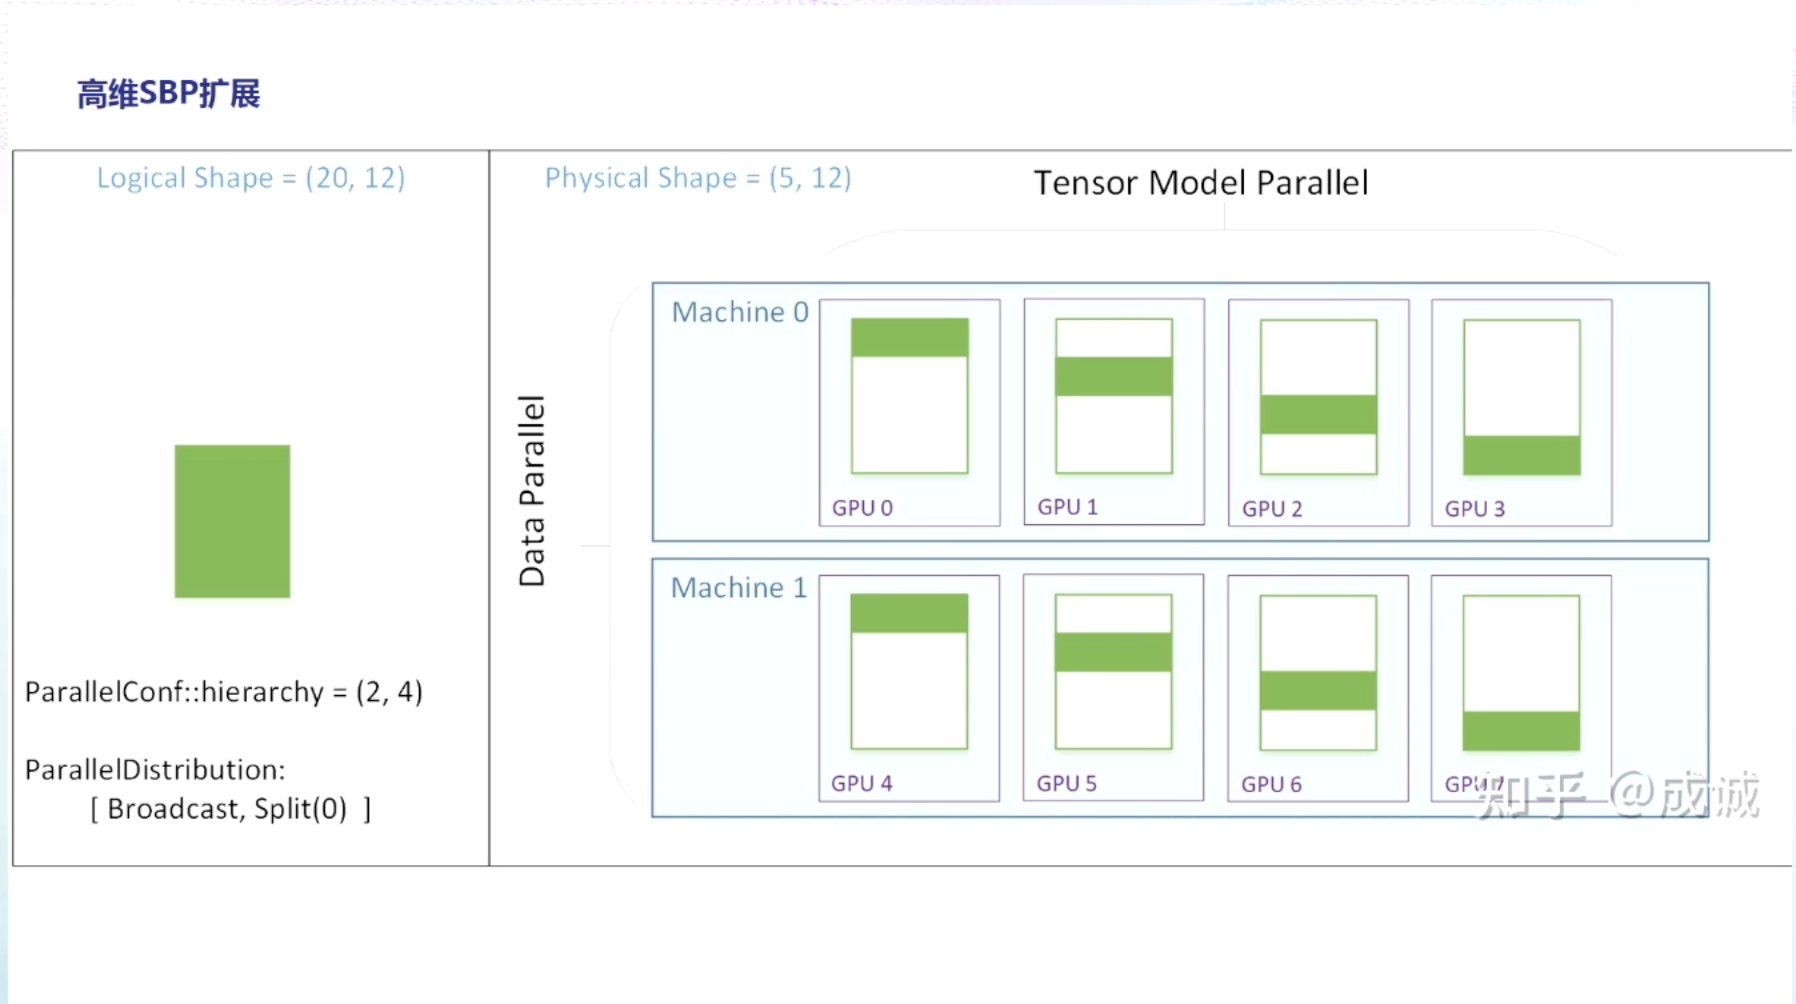 高维SBP扩展
Logical Shape = (20, 12)
ParallelConf::hierarchy = (2, 4)
ParallelDistribution:
[ Broadcast, Split(0) ]
Physical Shape = (5, 12)
Tensor Model Parallel
Data Parallel
Machine 0
GPU 0
GPU 1
GPU 2
GPU 3
Machine 1
GPU 4
GPU 5
GPU 6
GPU 7
知乎 @成诚